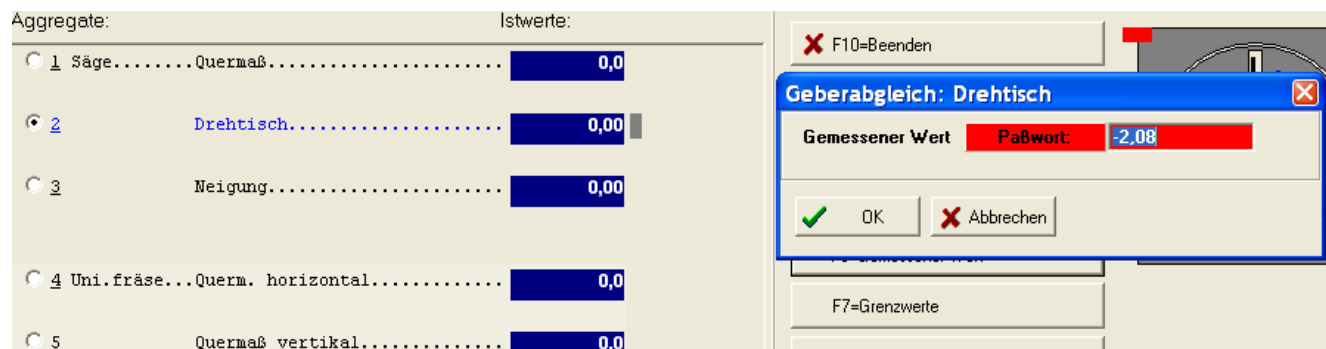 Aggregate: Istwerte:
1 Säge........Quermaß....................... 0,0
2 Drehtisch..................... 0,00
3 Neigung....................... 0,00
4 Uni.fräse...Querm. horizontal............. 0,0
5 Quermaß vertikal.............. 0,0
F10=Beenden
Geberabgleich: Drehtisch
Gemessener Wert Paßwort: -2,08
OK Abbrechen
F7=Grenzwerte